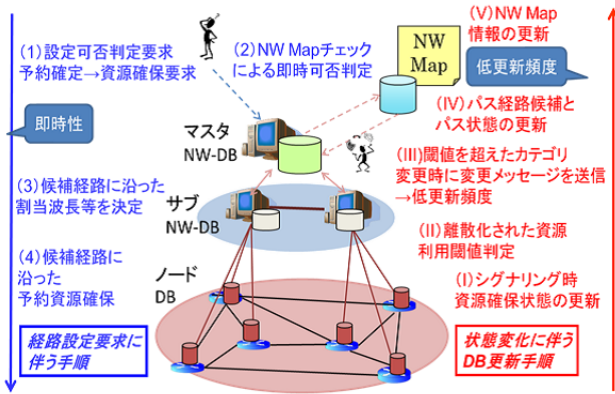 (1)設定可否判定要求
予約確定→資源確保要求
(2)NW Mapチェック
による即時可否判定
NW
Map
(Ⅴ)NW Map
情報の更新
低更新頻度
即時性
マスタ
NW-DB
(Ⅳ)パス経路候補と
パス状態の更新
(Ⅲ)閾値を超えたカテゴリ
変更時に変更メッセージを送信
→低更新頻度
(3)候補経路に沿った
割当波長等を決定
サブ
NW-DB
(Ⅱ)離散化された資源
利用閾値判定
(4)候補経路に
沿った
予約資源確保
ノード
DB
(Ⅰ)シグナリング時
資源確保状態の更新
経路設定要求に
伴う手順
状態変化に伴う
DB更新手順